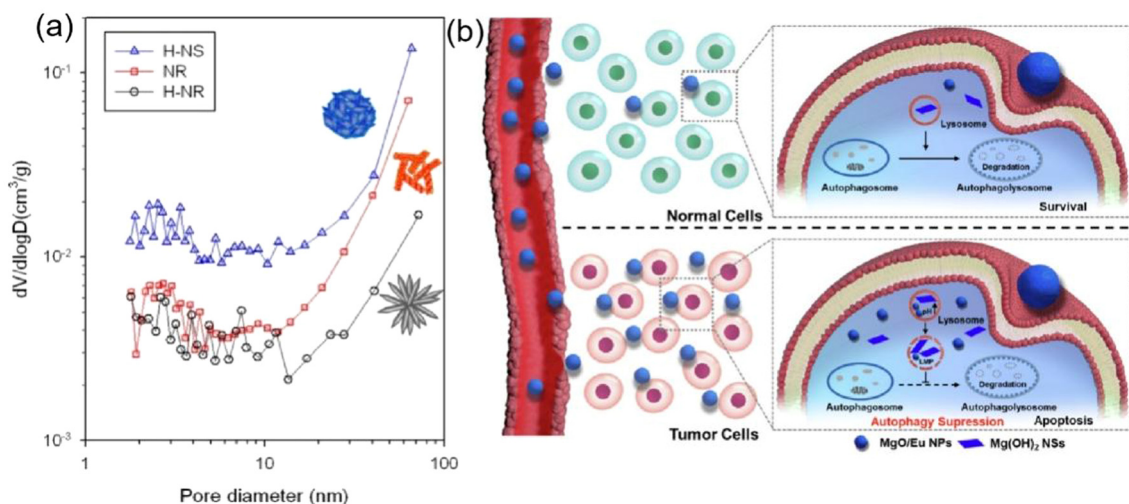 (a)
H-NS
NR
H-NR
10⁻¹
10⁻²
10⁻³
dV/dlogD(cm³/g)
1
10
100
Pore diameter (nm)
(b)
Normal Cells
Lysosome
Autophagosome
Degradation
Autophagolysosome
Survival
Tumor Cells
pH
Lysosome
LMP
Autophagosome
Degradation
Autophagolysosome
Autophagy Supression
Apoptosis
MgO/Eu NPs
Mg(OH)₂ NSs